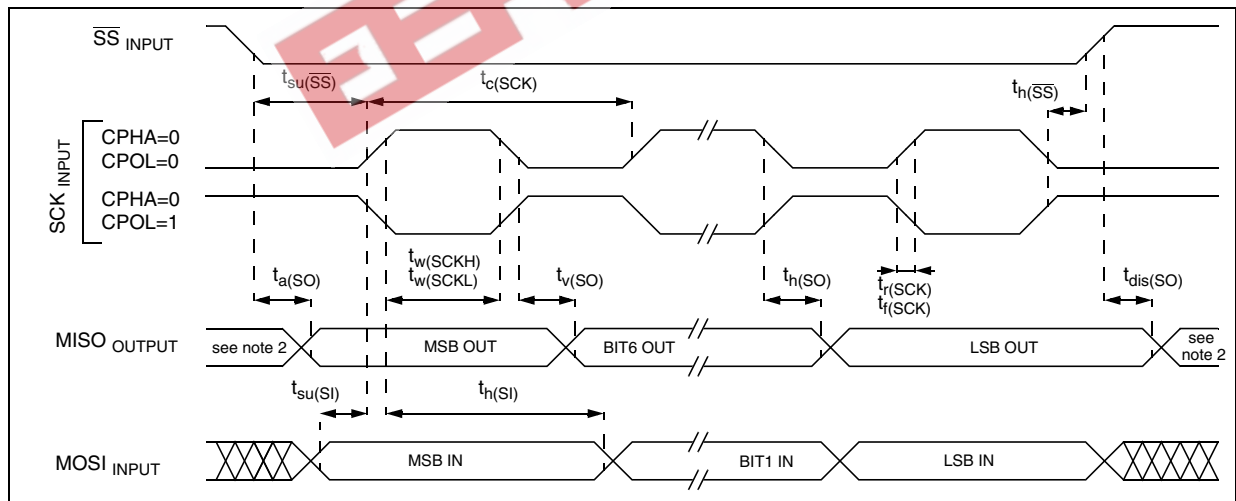 SS INPUT
tsu(SS)
tc(SCK)
th(SS)
SCK INPUT
CPHA=0
CPOL=0
CPHA=0
CPOL=1
ta(SO)
tw(SCKH)
tw(SCKL)
tv(SO)
th(SO)
tr(SCK)
tf(SCK)
tdis(SO)
MISO OUTPUT
see note 2
MSB OUT
BIT6 OUT
LSB OUT
see
note 2
tsu(SI)
th(SI)
MOSI INPUT
MSB IN
BIT1 IN
LSB IN